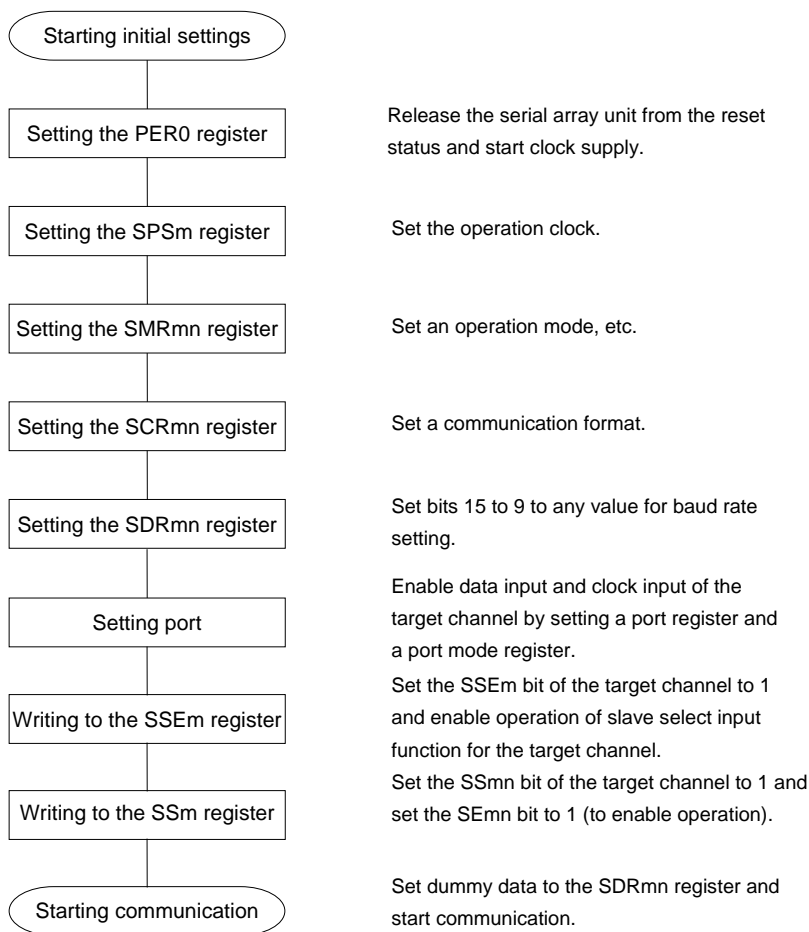 Starting initial settings
Setting the PER0 register
Release the serial array unit from the reset
status and start clock supply.
Setting the SPSm register
Set the operation clock.
Setting the SMRmn register
Set an operation mode, etc.
Setting the SCRmn register
Set a communication format.
Setting the SDRmn register
Set bits 15 to 9 to any value for baud rate
setting.
Setting port
Enable data input and clock input of the
target channel by setting a port register and
a port mode register.
Writing to the SSEm register
Set the SSEm bit of the target channel to 1
and enable operation of slave select input
function for the target channel.
Writing to the SSm register
Set the SSmn bit of the target channel to 1 and
set the SEmn bit to 1 (to enable operation).
Starting communication
Set dummy data to the SDRmn register and
start communication.